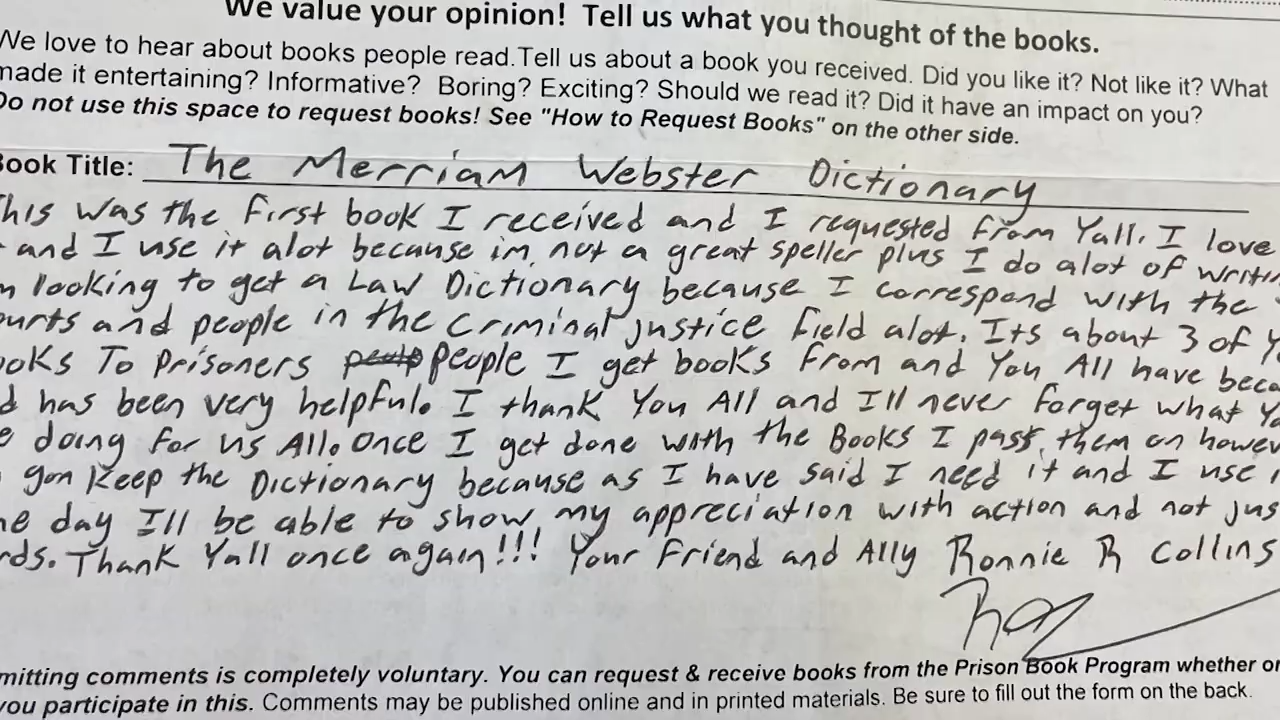 We value your opinion! Tell us what you thought of the books.
We love to hear about books people read. Tell us about a book you received. Did you like it? Not like it? What
made it entertaining? Informative? Boring? Exciting? Should we read it? Did it have an impact on you?
Do not use this space to request books! See "How to Request Books" on the other side.
Book Title: The Merriam Webster Dictionary
This was the First book I received and I requested from Yall. I love
and I use it alot because im not a great speller plus I do alot of
looking to get a Law Dictionary because I correspond with the
ourts and people in the criminal justice field alot. Its about 3 of
ooks To Prisoners people I get books from and You All have beca
d has been very helpful. I thank You All and Ill never forget what
e doing for us All. Once I get done with the Books I pass them on howev
gon Keep the Dictionary because as I have said I need it and I use
ne day Ill be able to show my appreciation with action and not jus
rds. Thank Yall once again!!! Your Friend and Ally Ronnie R Collins
mitting comments is completely voluntary. You can request & receive books from the Prison Book Program whether or
you participate in this. Comments may be published online and in printed materials. Be sure to fill out the form on the back.